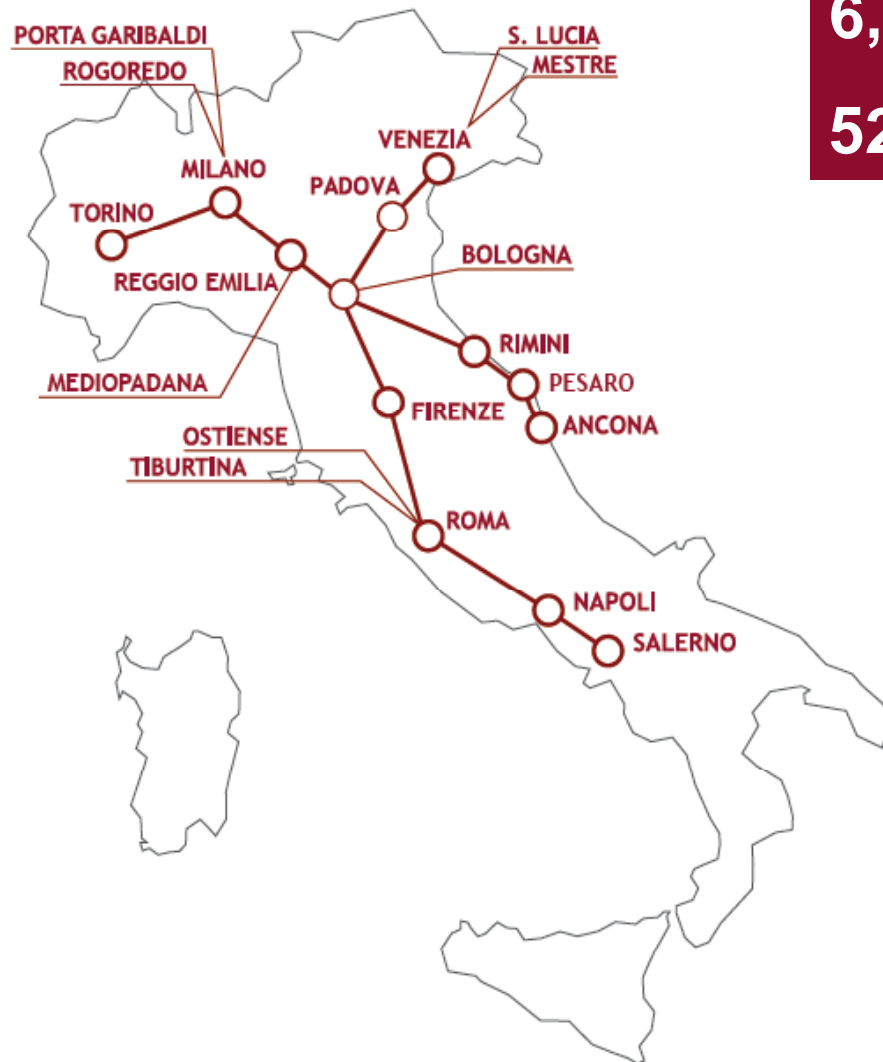 6,
52
PORTA GARIBALDI
ROGOREDO
S. LUCIA
MESTRE
VENEZIA
MILANO
PADOVA
TORINO
BOLOGNA
REGGIO EMILIA
RIMINI
MEDIOPADANA
PESARO
FIRENZE
ANCONA
OSTIENSE
TIBURTINA
ROMA
NAPOLI
SALERNO